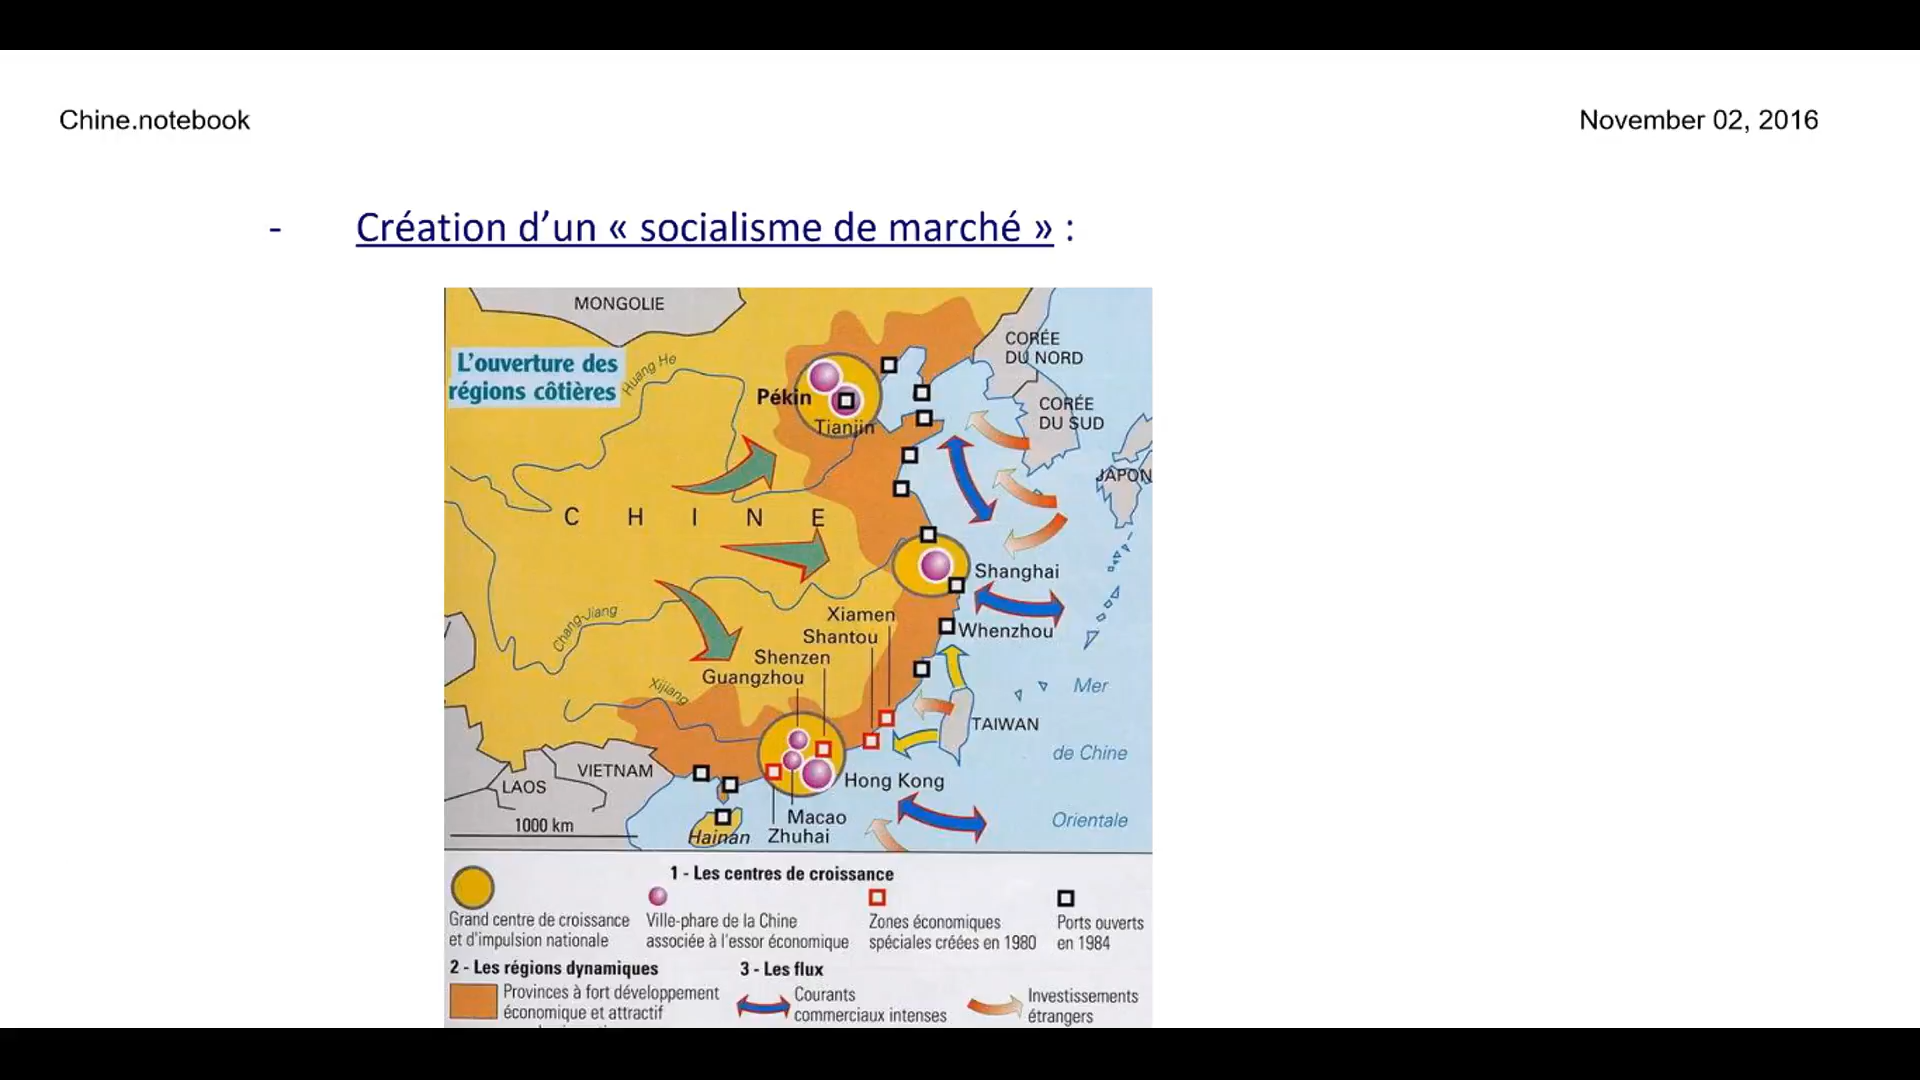 Chine.notebook
November 02, 2016
- Création d’un « socialisme de marché » :
MONGOLIE
CORÉE
DU NORD
L'ouverture des
régions côtières
Huang He
Pékin
CORÉE
DU SUD
Tianjin
JAPON
C H I N E
Shanghai
Chang-Jiang
Xiamen
Whenzhou
Shantou
Shenzen
Guangzhou
Xijiang
Mer
TAIWAN
de Chine
VIETNAM
LAOS
Hong Kong
1000 km
Macao
Orientale
Hainan
Zhuhai
1 - Les centres de croissance
Grand centre de croissance
et d'impulsion nationale
Ville-phare de la Chine
associée à l'essor économique
Zones économiques
spéciales créées en 1980
Ports ouverts
en 1984
2 - Les régions dynamiques
3 - Les flux
Provinces à fort développement
économique et attractif
Courants
commerciaux intenses
Investissements
étrangers